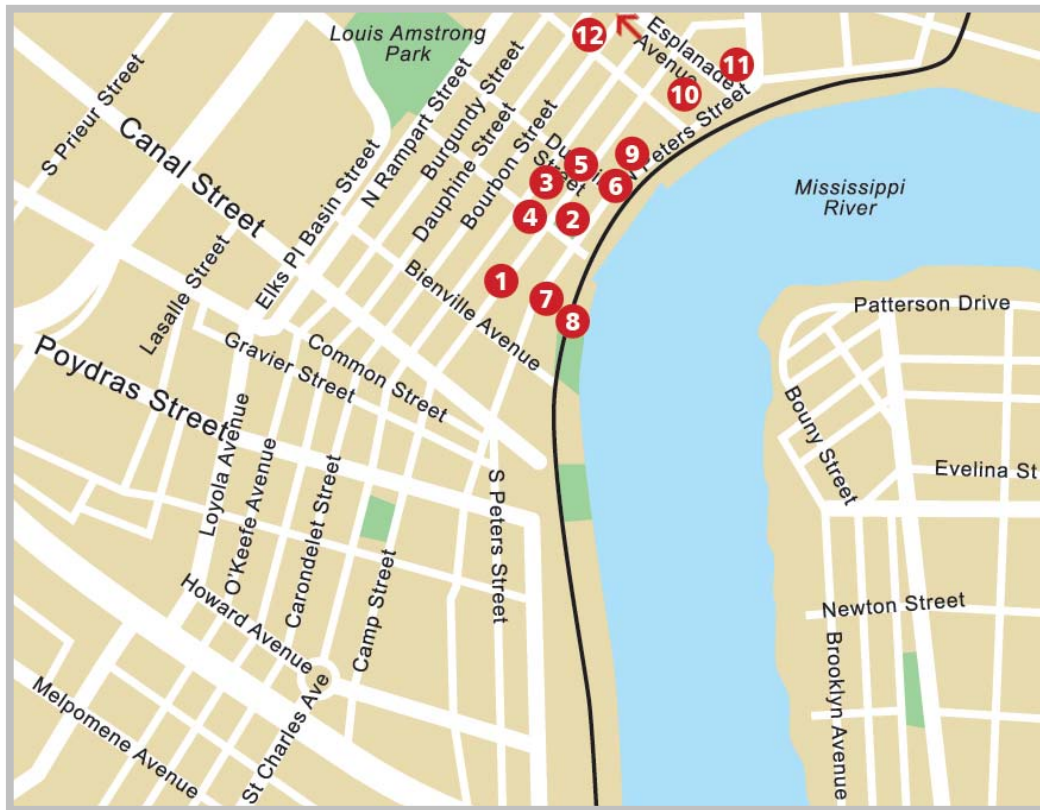 Louis Amstrong
Park
12
Esplanade
Avenue
11
10
S Prieur Street
Canal Street
N Rampart Street
Burgundy Street
Dauphine Street
Bourbon Street
Street
5
9
N Peters Street
3
6
4
2
Mississippi
River
Elks Pl Basin Street
Lasalle Street
Bienville Avenue
1
7
8
Patterson Drive
Gravier Street
Common Street
Poydras Street
Bouny Street
Loyola Avenue
O'Keefe Avenue
Carondelet Street
Camp Street
S Peters Street
Evelina St
Howard Avenue
Newton Street
Melpomene Avenue
St Charles Ave
Brooklyn Avenue